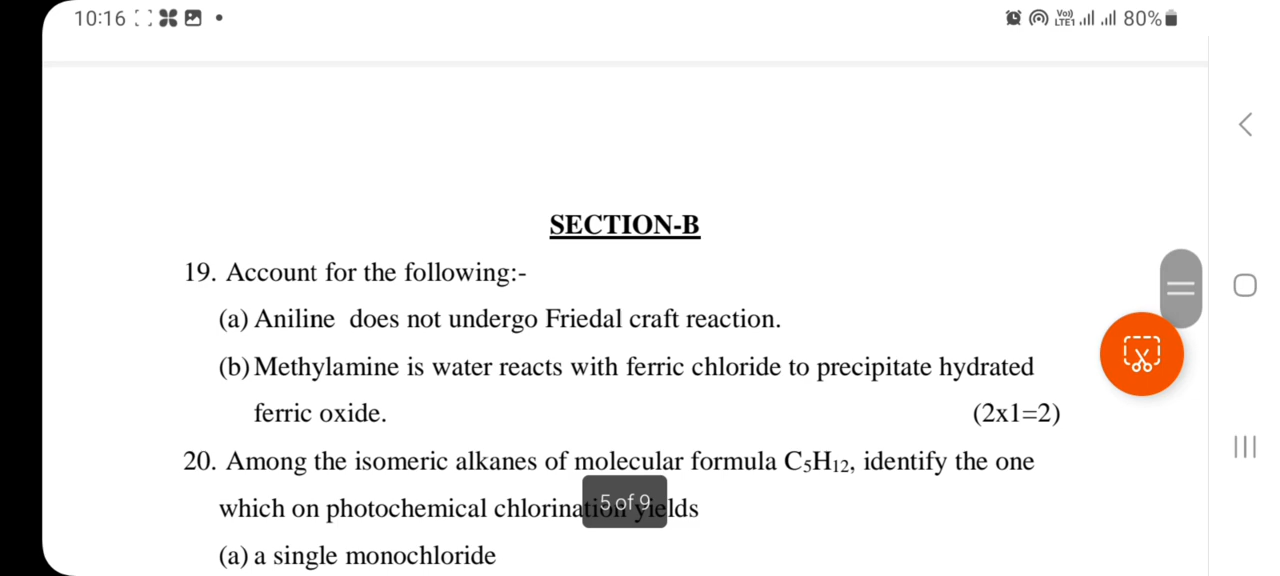 10:16
Vo)) LTE1 80%
SECTION-B
19. Account for the following:-
(a) Aniline does not undergo Friedal craft reaction.
(b) Methylamine is water reacts with ferric chloride to precipitate hydrated
ferric oxide. (2x1=2)
20. Among the isomeric alkanes of molecular formula C₅H₁₂, identify the one
which on photochemical chlorination yields
5 of 9
(a) a single monochloride